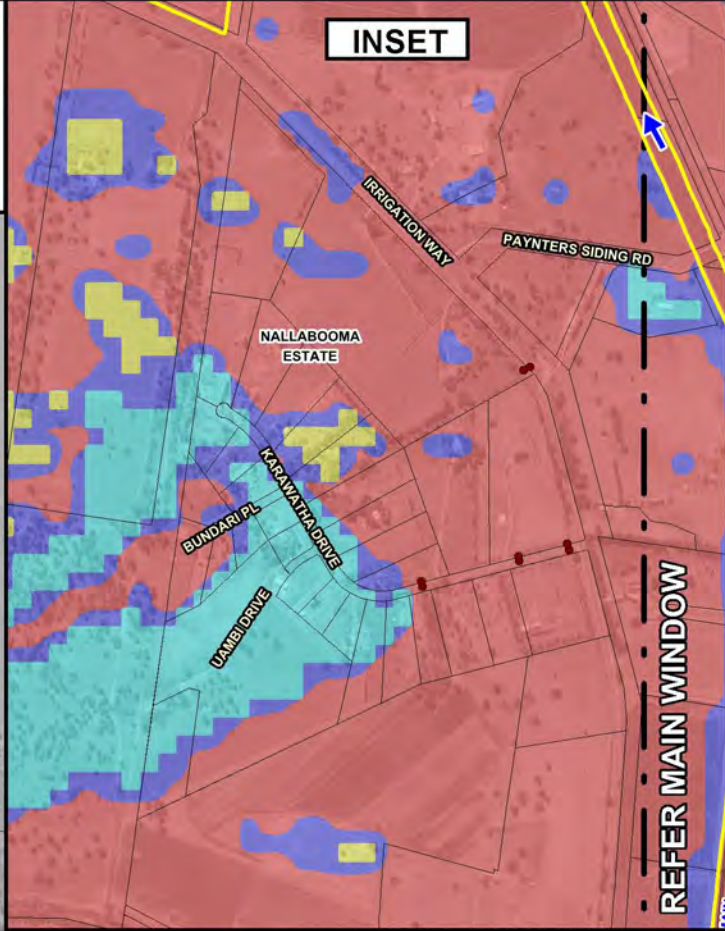 INSET
IRRIGATION WAY
PAYNTERS SIDING RD
NALLABOOMA
ESTATE
KARAWATHA DRIVE
BUNDARI PL
UAMBI DRIVE
REFER MAIN WINDOW